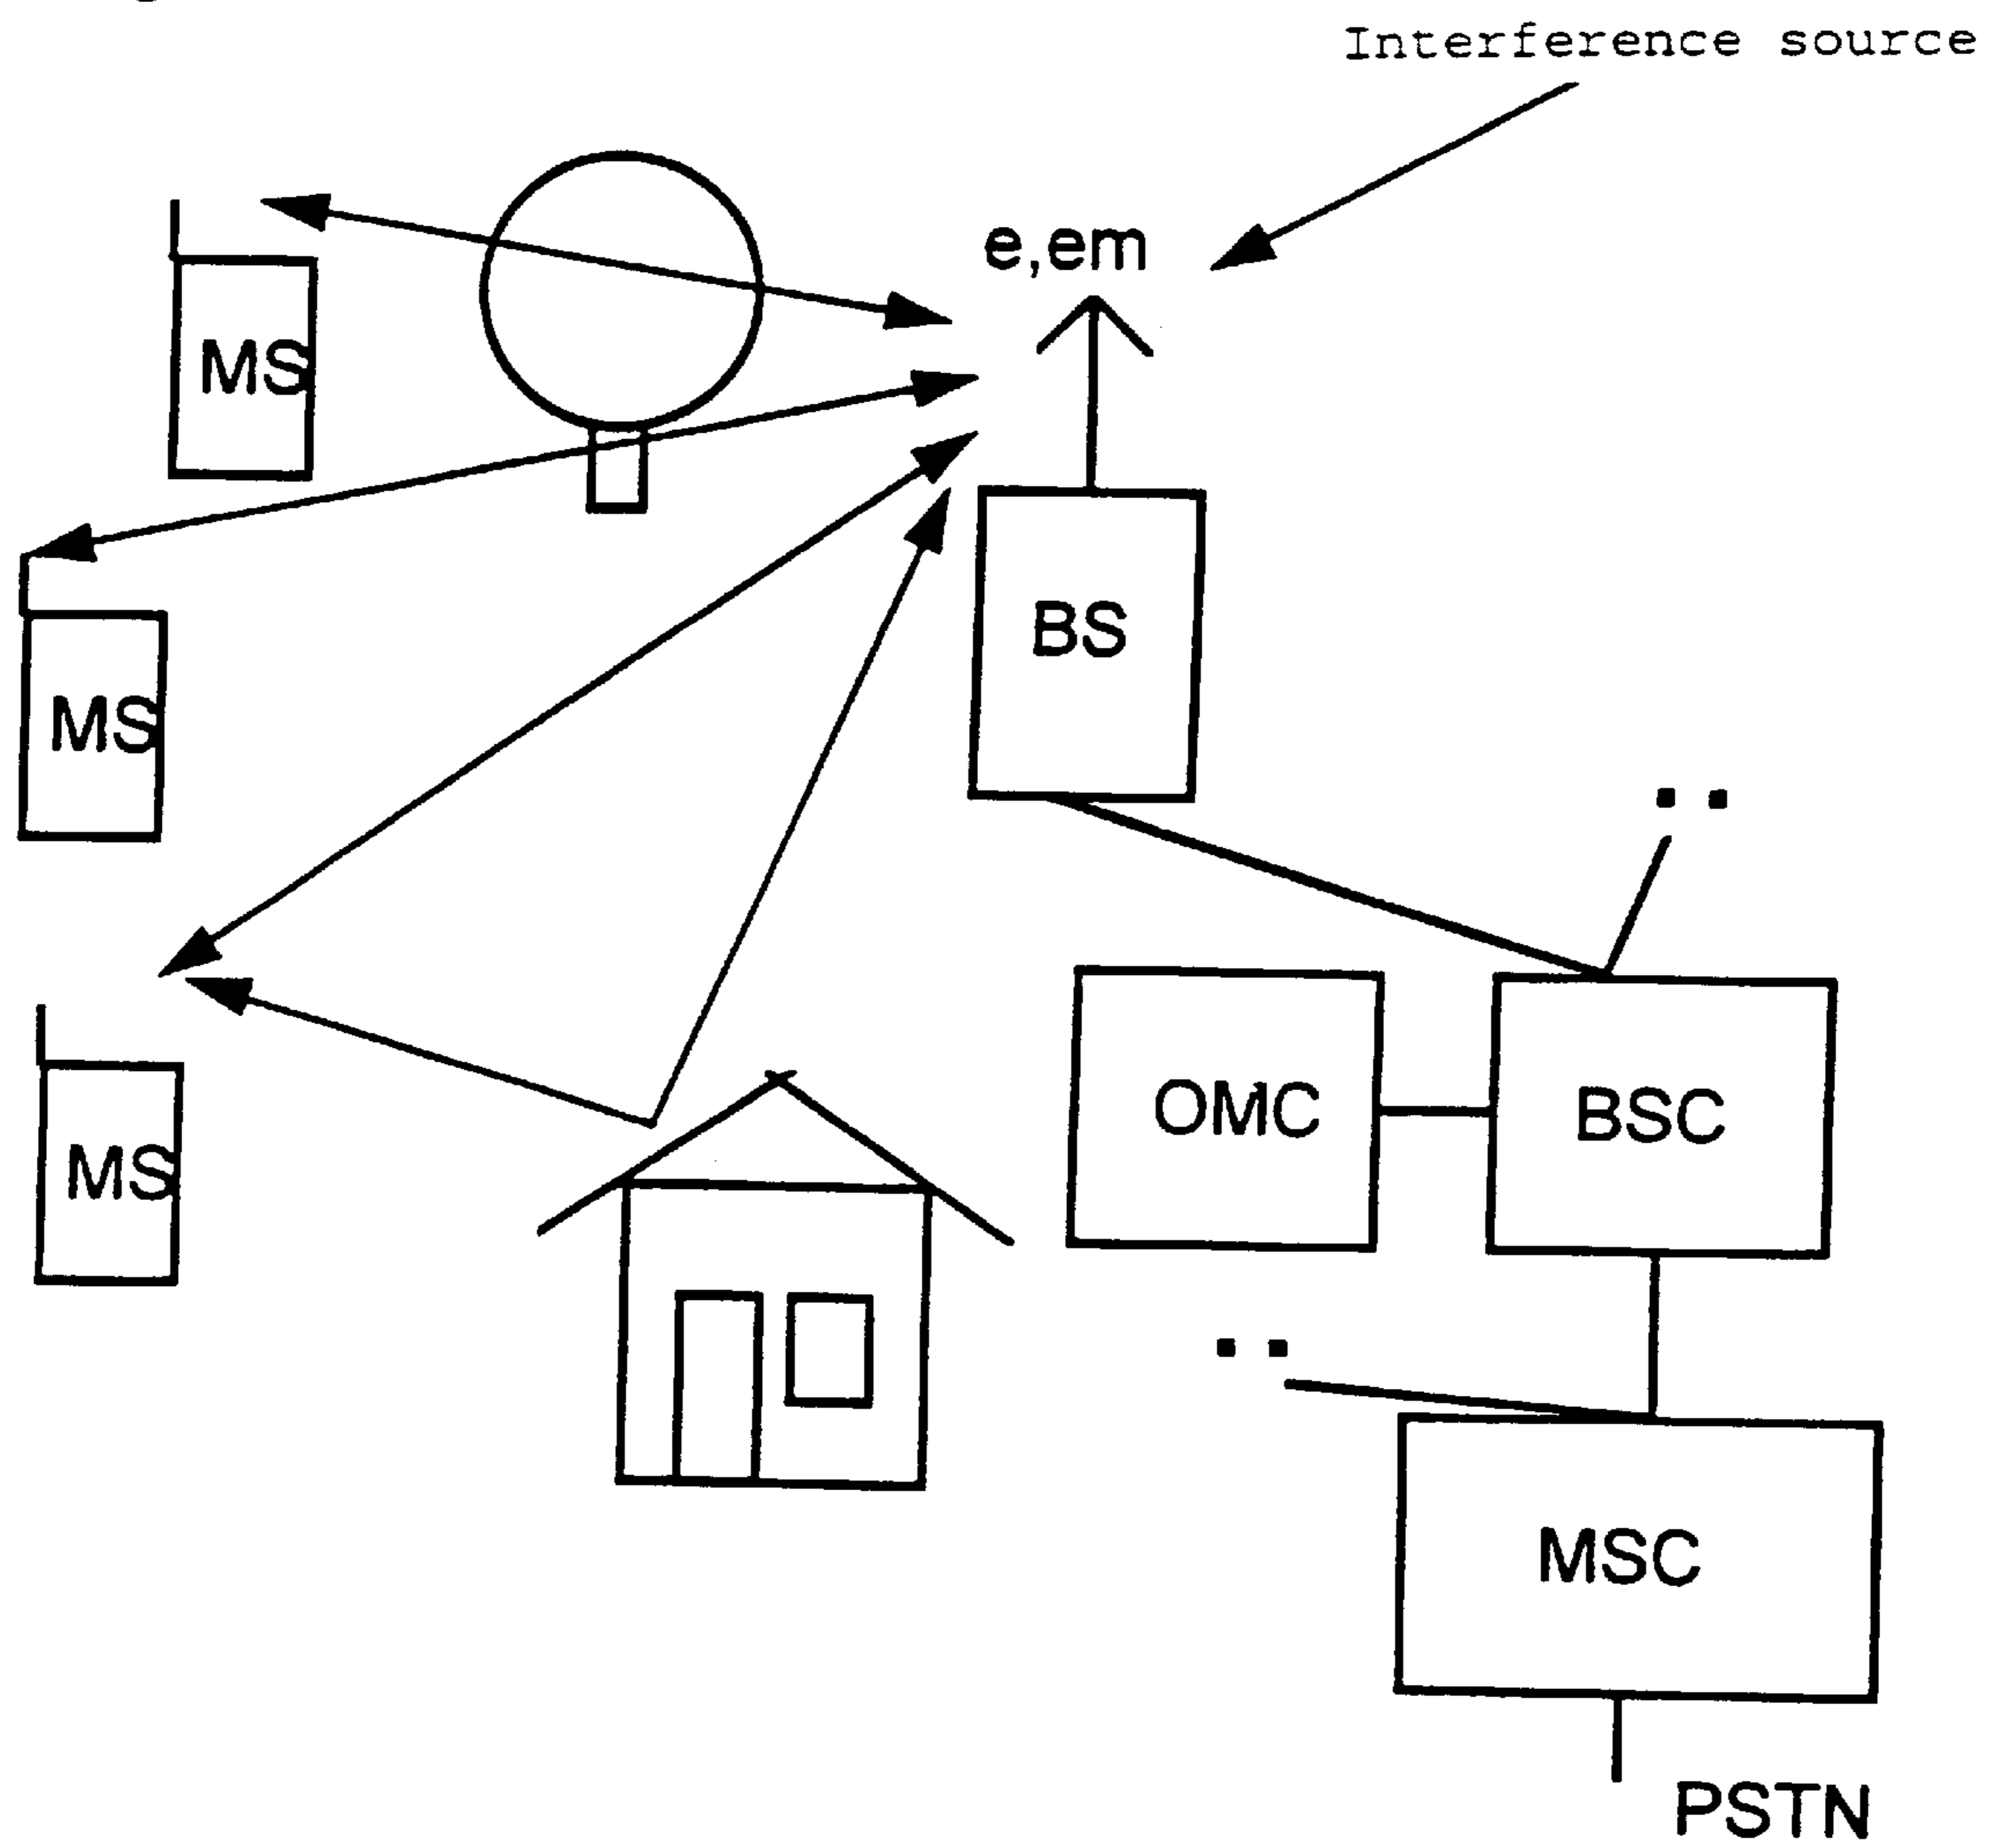 Interference source
e,em
MS
BS
MS
OMC
BSC
MS
MSC
PSTN